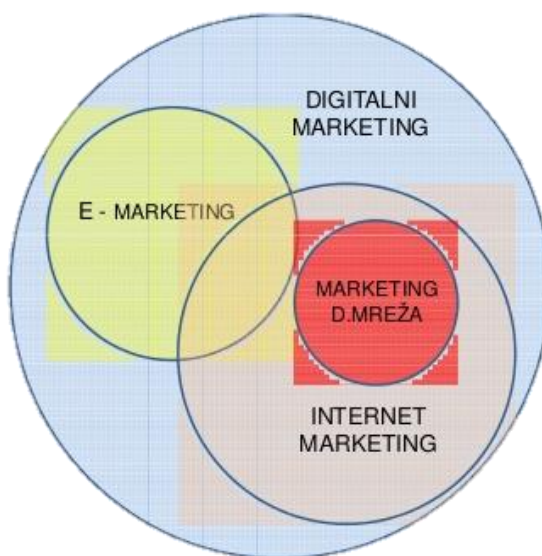 DIGITALNI
MARKETING
E - MARKETING
MARKETING
D.MREŽA
INTERNET
MARKETING